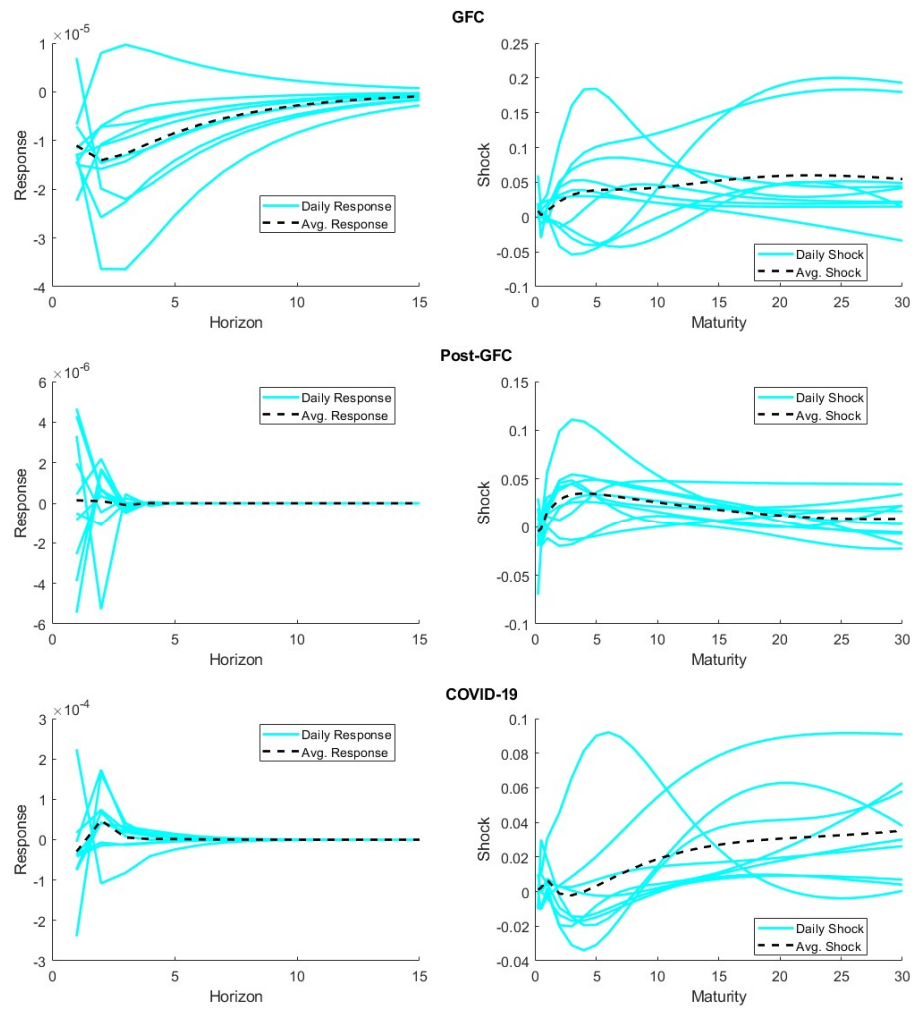 GFC
×10⁻⁵
1
0
-1
-2
-3
-4
Response
0 5 10 15
Horizon
Daily Response
Avg. Response
0.25
0.2
0.15
0.1
0.05
0
-0.05
-0.1
Shock
0 5 10 15 20 25 30
Maturity
Daily Shock
Avg. Shock
Post-GFC
×10⁻⁶
6
4
2
0
-2
-4
-6
Response
0 5 10 15
Horizon
Daily Response
Avg. Response
0.15
0.1
0.05
0
-0.05
-0.1
Shock
0 5 10 15 20 25 30
Maturity
Daily Shock
Avg. Shock
COVID-19
×10⁻⁴
3
2
1
0
-1
-2
-3
Response
0 5 10 15
Horizon
Daily Response
Avg. Response
0.1
0.08
0.06
0.04
0.02
0
-0.02
-0.04
Shock
0 5 10 15 20 25 30
Maturity
Daily Shock
Avg. Shock